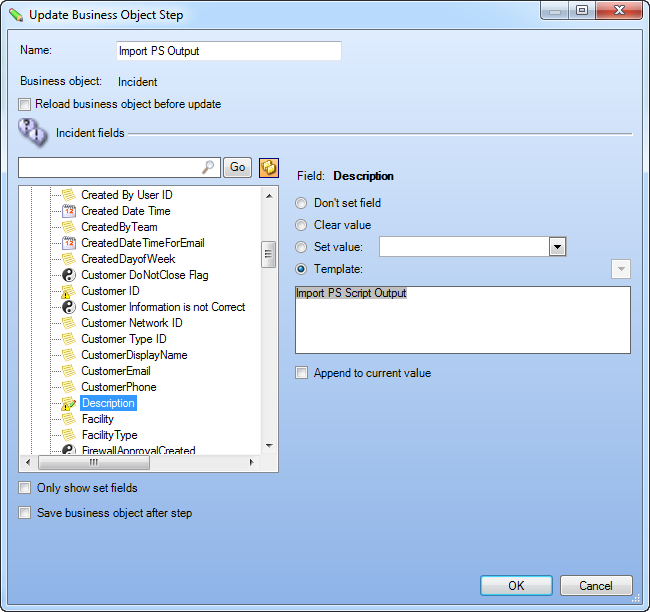 Update Business Object Step
Name: Import PS Output
Business object: Incident
Reload business object before update
Incident fields
Go
Created By User ID
Created Date Time
CreatedByTeam
CreatedDateTimeForEmail
CreatedDayofWeek
Customer DoNotClose Flag
Customer ID
Customer Information is not Correct
Customer Network ID
Customer Type ID
CustomerDisplayName
CustomerEmail
CustomerPhone
Description
Facility
FacilityType
FirewallApprovalCreated
Only show set fields
Save business object after step
Field: Description
Don't set field
Clear value
Set value:
Template:
Import PS Script Output
Append to current value
OK
Cancel